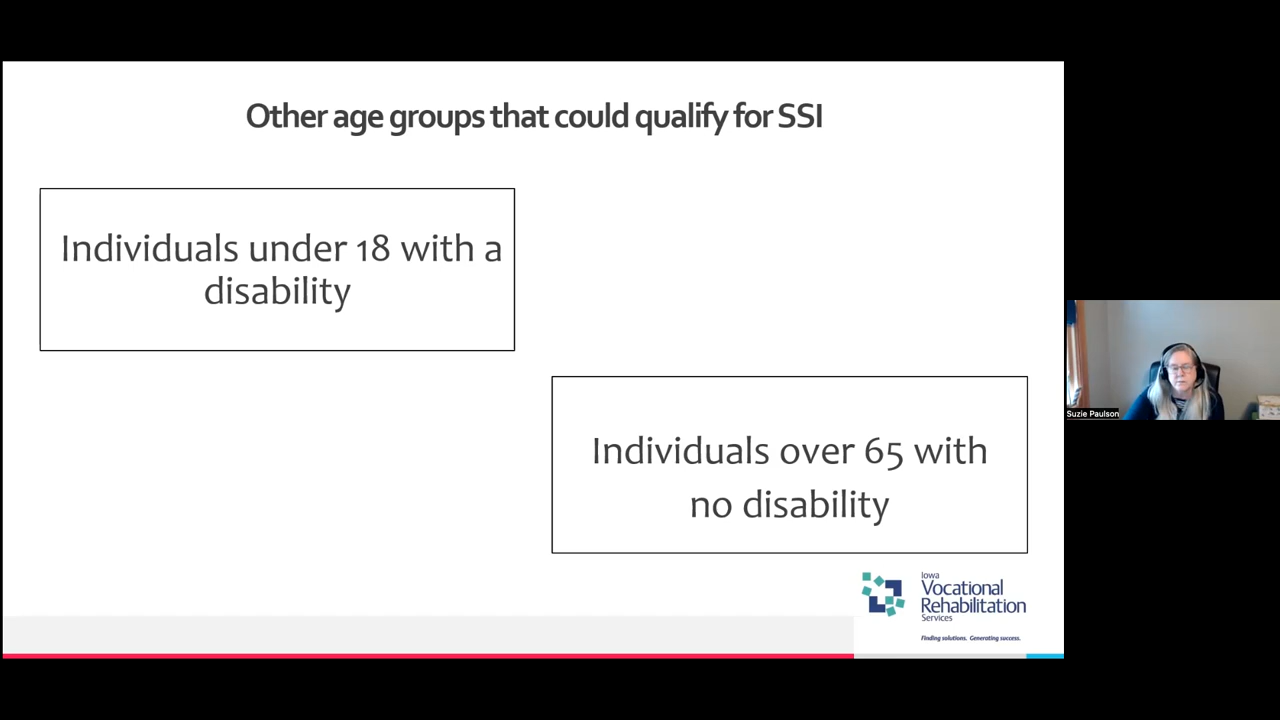 Other age groups that could qualify for SSI
Individuals under 18 with a
disability
Individuals over 65 with
no disability
Iowa
Vocational
Rehabilitation
Services
Finding solutions. Generating success.
Suzie Paulson